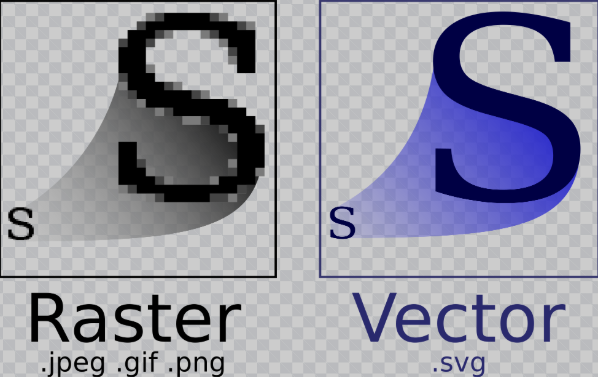 S S
S S
Raster Vector
.jpeg .gif .png .svg